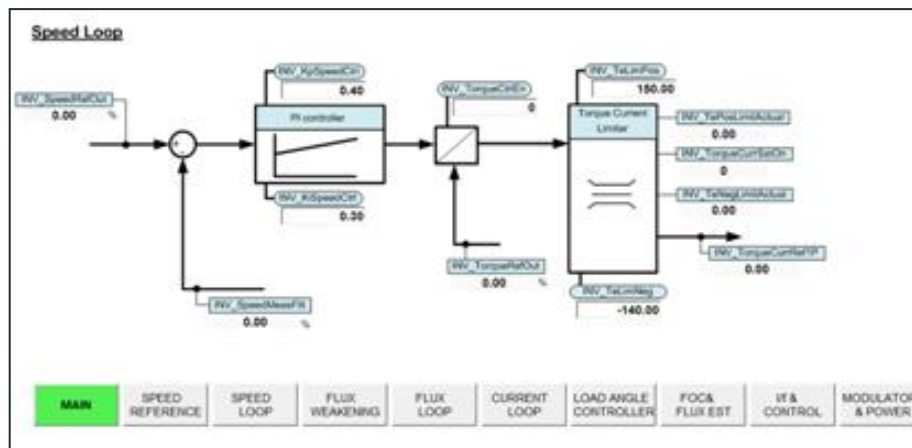 Speed Loop
INV_KpSpeedCtrl
0.40
INV_TeLimPos
150.00
INV_TorqueCtrlEn
0
INV_SpeedRefOut
0.00 %
PI controller
Torque Current
Limiter
INV_TePosLimitActual
0.00
INV_TorqueCurrSatOn
0
INV_TeNegLimitActual
0.00
INV_KiSpeedCtrl
0.30
INV_TorqueCurrRef1P
0.00
INV_TorqueRefOut
0.00 %
INV_TeLimNeg
-140.00
INV_SpeedMeasFilt
0.00 %
MAIN
SPEED
REFERENCE
SPEED
LOOP
FLUX
WEAKENING
FLUX
LOOP
CURRENT
LOOP
LOAD ANGLE
CONTROLLER
FOC&
FLUX EST
I/f &
CONTROL
MODULATOR
& POWER